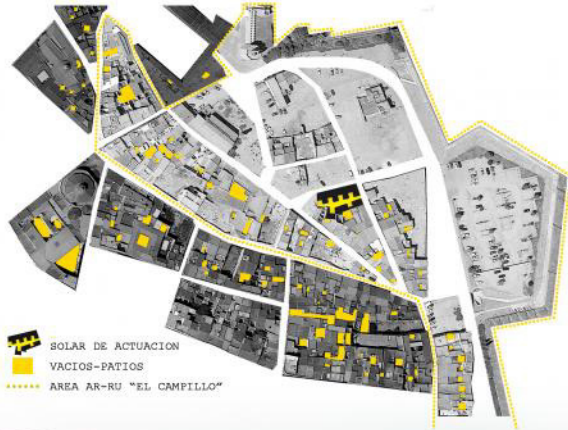 SOLAR DE ACTUACION
VACIOS-PATIOS
AREA AR-RU "EL CAMPILLO"